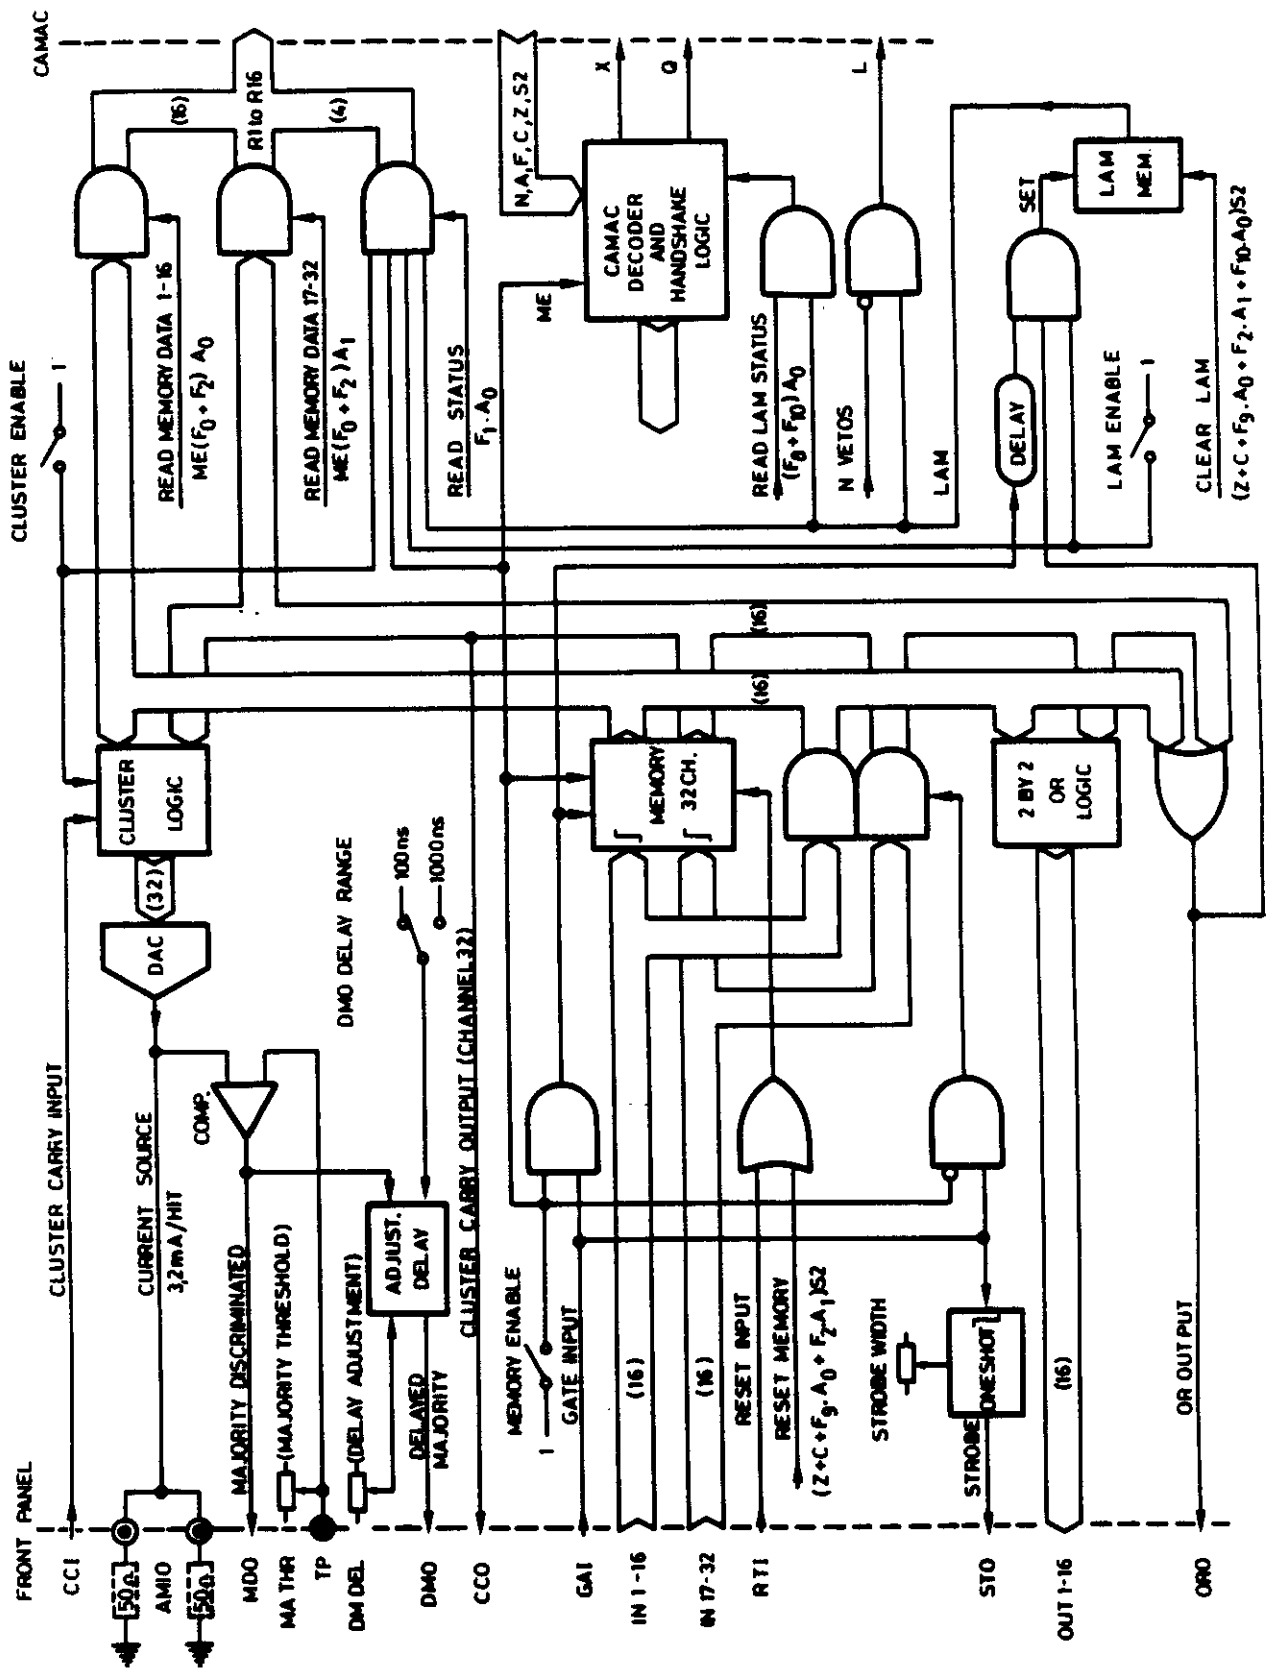 FRONT PANEL
CCI
50Ω
AMIO
50Ω
MDO
MA THR
TP
DM DEL
DMO
CCO
GAI
IN 1-16
IN 17-32
RTI
STO
OUT 1-16
ORO
CLUSTER CARRY INPUT
CURRENT SOURCE
3,2 mA/HIT
MAJORITY DISCRIMINATED
(MAJORITY THRESHOLD)
(DELAY ADJUSTMENT)
DELAYED
MAJORITY
ADJUST.
DELAY
COMP.
DMO DELAY RANGE
100ns
1000ns
CLUSTER CARRY OUTPUT (CHANNEL 32)
MEMORY ENABLE
1
GATE INPUT
(16)
(16)
RESET INPUT
RESET MEMORY
(Z+C+F9.A0+F2.A1)S2
STROBE WIDTH
STROBE
ONESHOT
(16)
OR OUTPUT
DAC
(32)
CLUSTER
LOGIC
MEMORY
32 CH.
2 BY 2
OR
LOGIC
(16)
(16)
CLUSTER ENABLE
1
READ MEMORY DATA 1-16
ME(F0+F2) A0
READ MEMORY DATA 17-32
ME(F0+F2) A1
READ STATUS
F1.A0
ME
CAMAC
DECODER
AND
HANDSHAKE
LOGIC
READ LAM STATUS
(F8+F10) A0
N VETOS
LAM
DELAY
LAM ENABLE
1
CLEAR LAM
(Z+C+F9.A0+F2.A1+F10.A0)S2
SET
LAM
MEM.
CAMAC
(16)
R1 to R16
(4)
N,A,F,C,Z,S2
X
Q
L